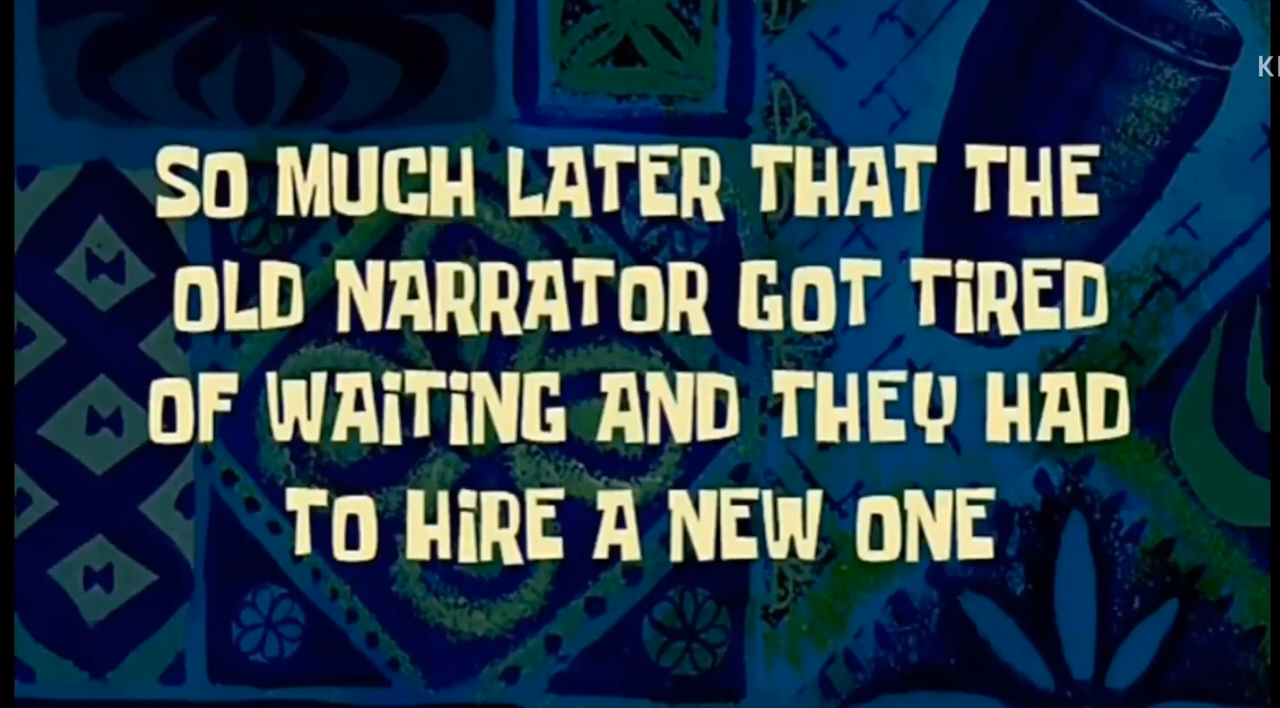 SO MUCH LATER THAT THE
OLD NARRATOR GOT TiRED
OF WAiTiNG AND THEY HAD
TO HiRE A NEW ONE